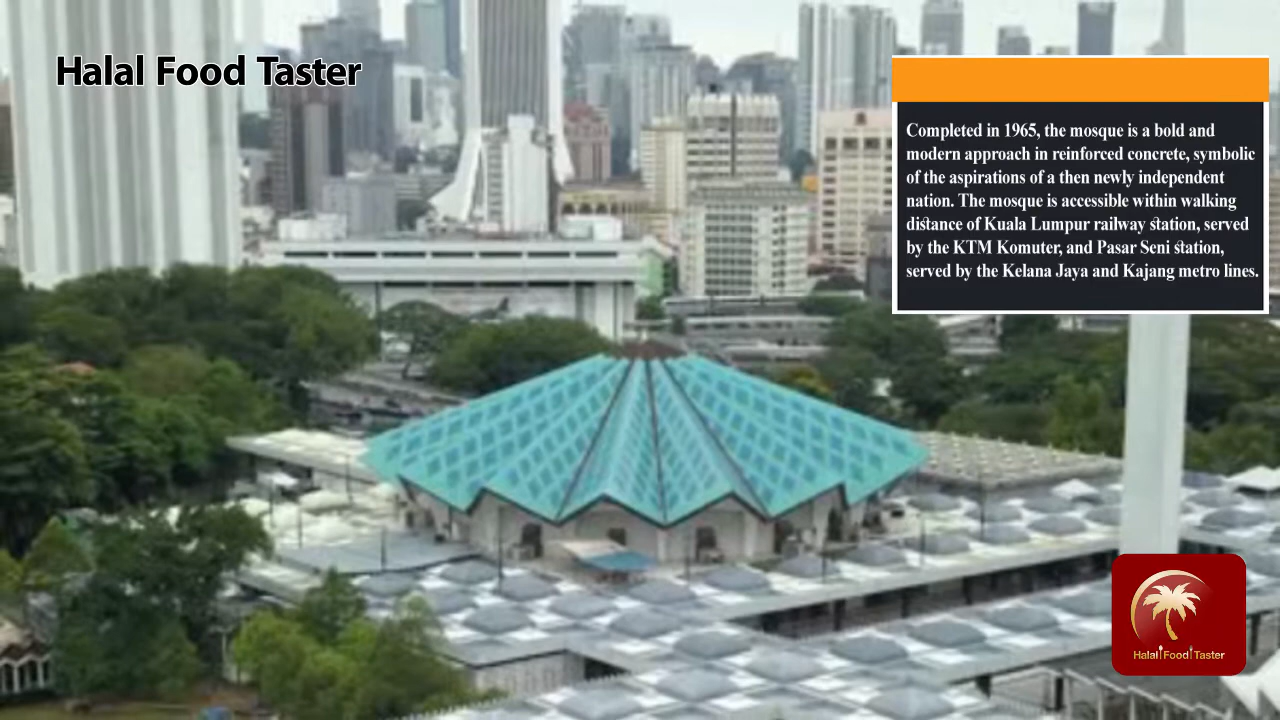 Halal Food Taster
Completed in 1965, the mosque is a bold and
modern approach in reinforced concrete, symbolic
of the aspirations of a then newly independent
nation. The mosque is accessible within walking
distance of Kuala Lumpur railway station, served
by the KTM Komuter, and Pasar Seni station,
served by the Kelana Jaya and Kajang metro lines.
Halal Food Taster